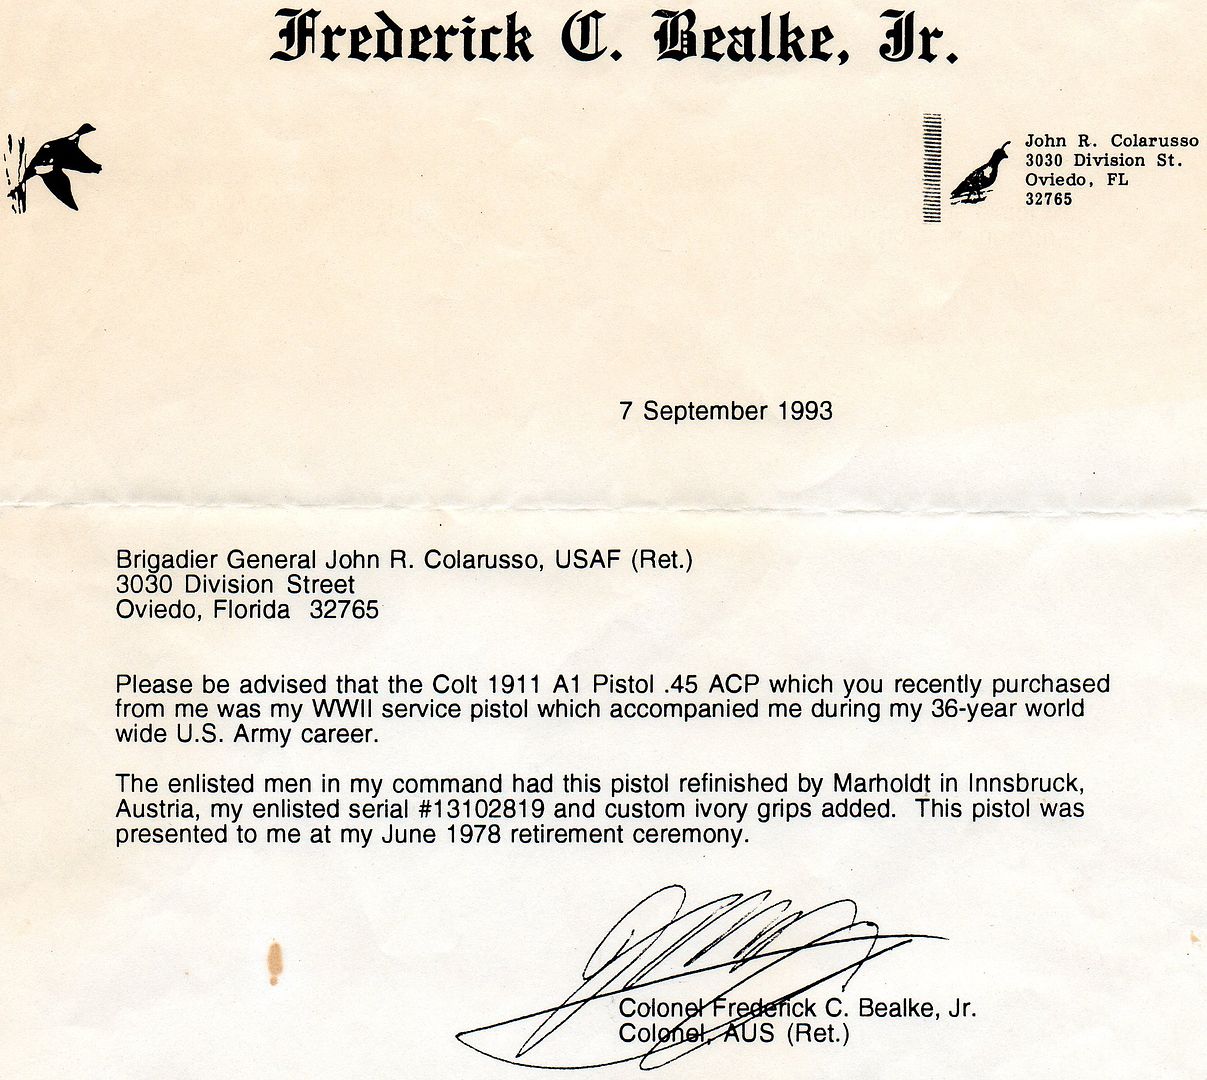 Frederick C. Bealke, Jr.
John R. Colarusso
3030 Division St.
Oviedo, FL
32765
7 September 1993
Brigadier General John R. Colarusso, USAF (Ret.)
3030 Division Street
Oviedo, Florida 32765
Please be advised that the Colt 1911 A1 Pistol .45 ACP which you recently purchased
from me was my WWII service pistol which accompanied me during my 36-year world
wide U.S. Army career.
The enlisted men in my command had this pistol refinished by Marholdt in Innsbruck,
Austria, my enlisted serial #13102819 and custom ivory grips added. This pistol was
presented to me at my June 1978 retirement ceremony.
Colonel Frederick C. Bealke, Jr.
Colonel, AUS (Ret.)